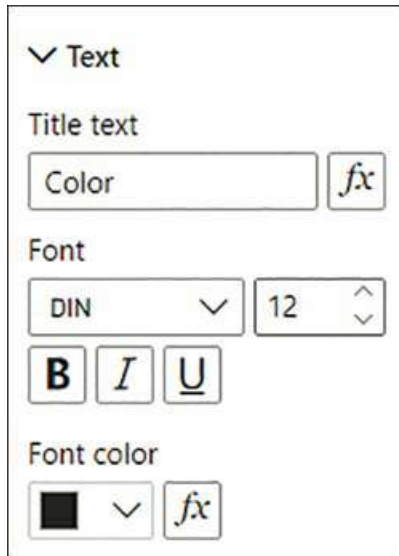 Text
Title text
Color fx
Font
DIN 12
B I U
Font color
fx